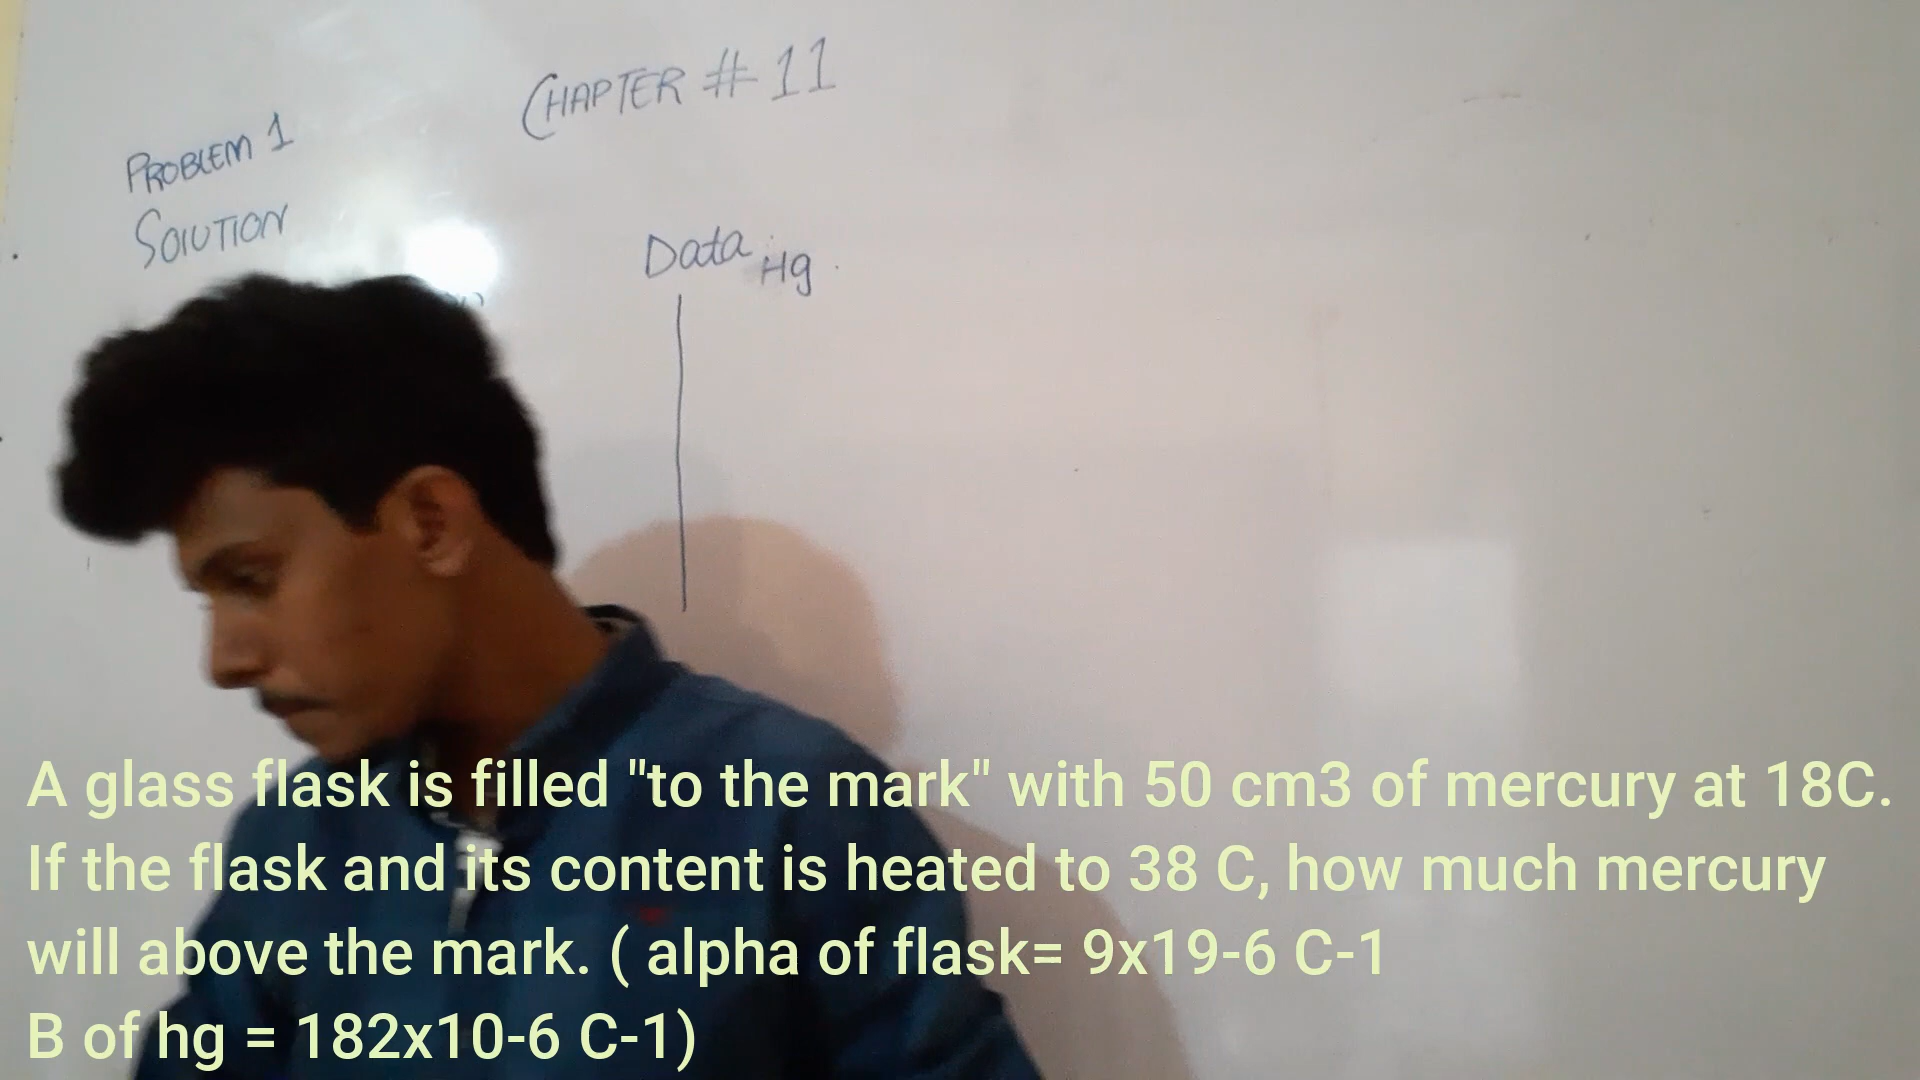 CHAPTER # 11
PROBLEM 1
SOLUTION
Data Hg
A glass flask is filled "to the mark" with 50 cm3 of mercury at 18C.
If the flask and its content is heated to 38 C, how much mercury
will above the mark. ( alpha of flask= 9x19-6 C-1
B of hg = 182x10-6 C-1)